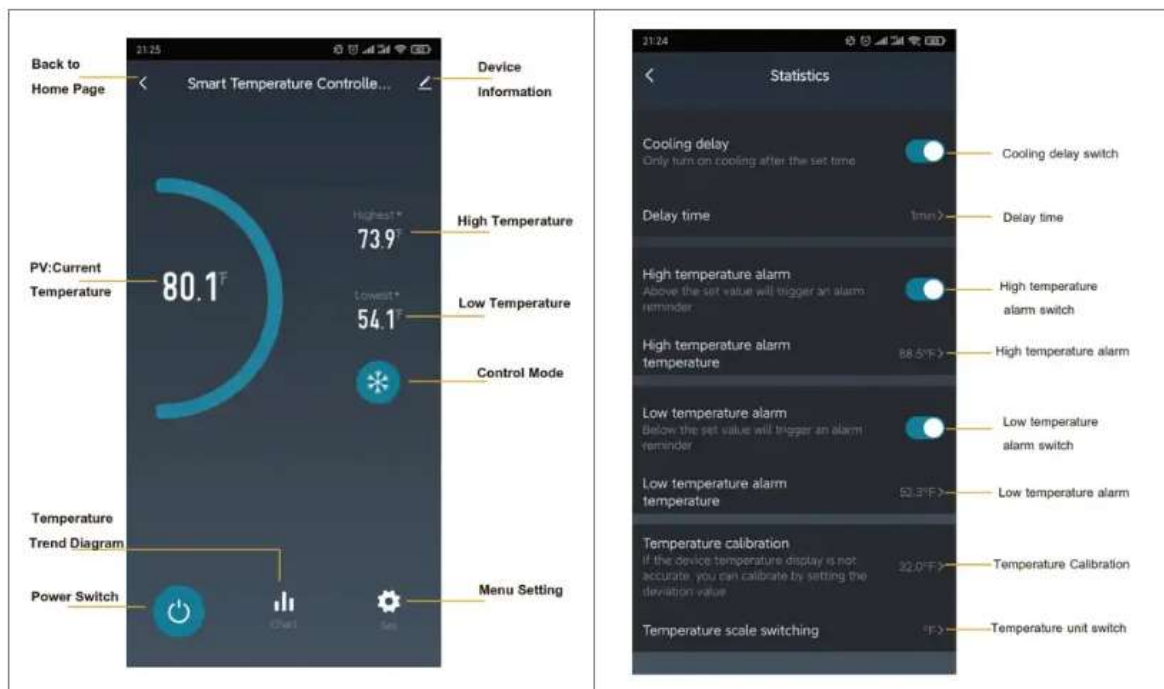 21:25
Back to
Home Page
Smart Temperature Controlle...
Device
Information
Highest
73.9°F
High Temperature
PV:Current
Temperature
80.1°F
Lowest
54.1°F
Low Temperature
Control Mode
Temperature
Trend Diagram
Power Switch
Chart
Set
Menu Setting
21:24
Statistics
Cooling delay
Only turn on cooling after the set time
Cooling delay switch
Delay time
1min
Delay time
High temperature alarm
Above the set value will trigger an alarm
reminder
High temperature
alarm switch
High temperature alarm
temperature
88.5°F
High temperature alarm
Low temperature alarm
Below the set value will trigger an alarm
reminder
Low temperature
alarm switch
Low temperature alarm
temperature
52.3°F
Low temperature alarm
Temperature calibration
If the device temperature display is not
accurate, you can calibrate by setting the
deviation value
32.0°F
Temperature Calibration
Temperature scale switching
°F
Temperature unit switch